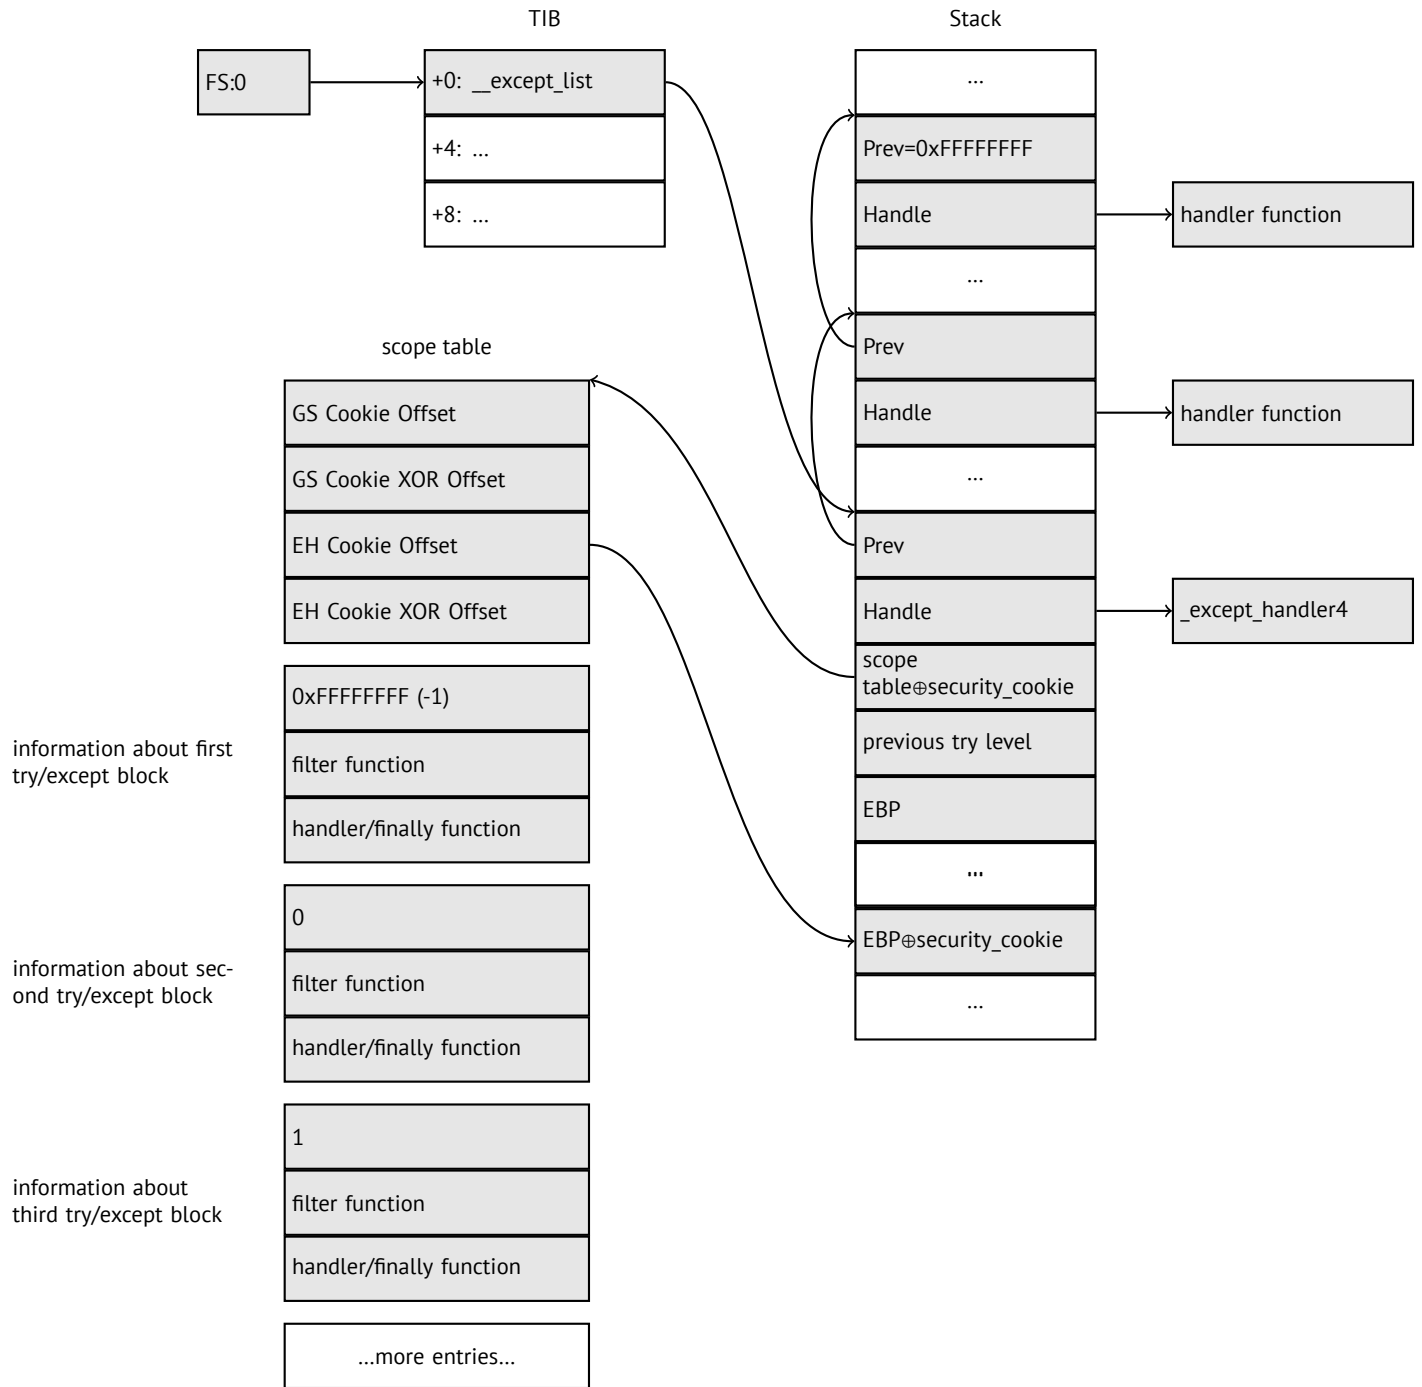 TIB
Stack
FS:0
+0: __except_list
+4: ...
+8: ...
...
Prev=0xFFFFFFFF
Handle
handler function
...
Prev
Handle
handler function
...
Prev
Handle
_except_handler4
scope
table⊕security_cookie
previous try level
EBP
...
EBP⊕security_cookie
...
scope table
GS Cookie Offset
GS Cookie XOR Offset
EH Cookie Offset
EH Cookie XOR Offset
information about first
try/except block
0xFFFFFFFF (-1)
filter function
handler/finally function
information about sec-
ond try/except block
0
filter function
handler/finally function
information about
third try/except block
1
filter function
handler/finally function
...more entries...